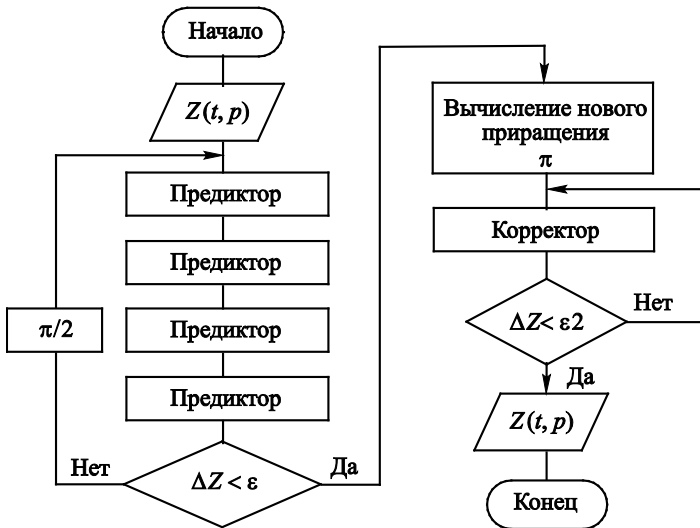 Начало
Z(t, p)
Предиктор
Предиктор
π/2
Предиктор
Предиктор
Нет
ΔZ < ε
Да
Вычисление нового
приращения
π
Корректор
ΔZ< ε2
Нет
Да
Z(t, p)
Конец